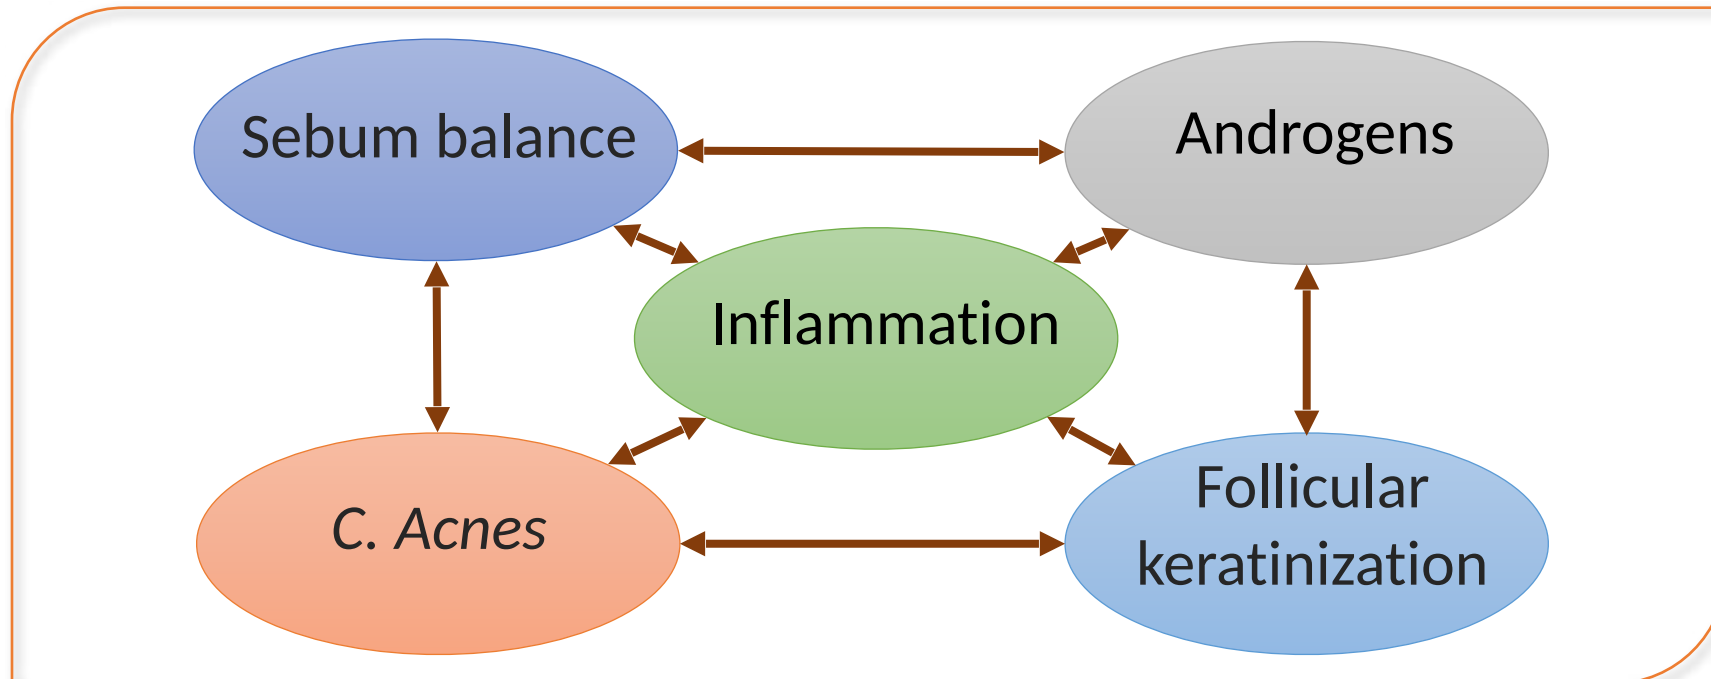 Sebum balance
Androgens
Inflammation
C. Acnes
Follicular
keratinization